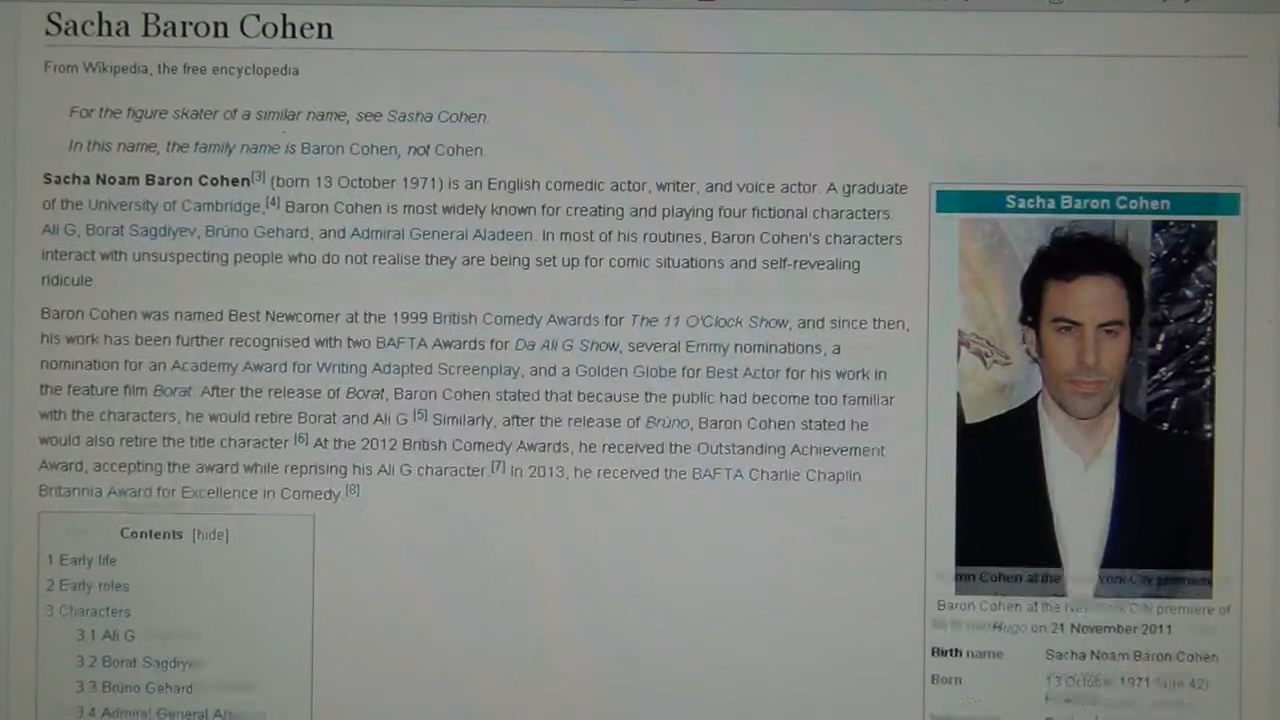 Sacha Baron Cohen
From Wikipedia, the free encyclopedia
For the figure skater of a similar name, see Sasha Cohen.
In this name, the family name is Baron Cohen, not Cohen.
Sacha Noam Baron Cohen[3] (born 13 October 1971) is an English comedic actor, writer, and voice actor. A graduate
of the University of Cambridge,[4] Baron Cohen is most widely known for creating and playing four fictional characters:
Ali G, Borat Sagdiyev, Brüno Gehard, and Admiral General Aladeen. In most of his routines, Baron Cohen's characters
interact with unsuspecting people who do not realise they are being set up for comic situations and self-revealing
ridicule.
Baron Cohen was named Best Newcomer at the 1999 British Comedy Awards for The 11 O'Clock Show, and since then,
his work has been further recognised with two BAFTA Awards for Da Ali G Show, several Emmy nominations, a
nomination for an Academy Award for Writing Adapted Screenplay, and a Golden Globe for Best Actor for his work in
the feature film Borat. After the release of Borat, Baron Cohen stated that because the public had become too familiar
with the characters, he would retire Borat and Ali G.[5] Similarly, after the release of Brüno, Baron Cohen stated he
would also retire the title character.[6] At the 2012 British Comedy Awards, he received the Outstanding Achievement
Award, accepting the award while reprising his Ali G character.[7] In 2013, he received the BAFTA Charlie Chaplin
Britannia Award for Excellence in Comedy.[8]
Contents [hide]
1 Early life
2 Early roles
3 Characters
3.1 Ali G
3.2 Borat
3.3 Brüno Gehard
3.4 Admiral General
Sacha Baron Cohen
Cohen at the
Baron Cohen at the premiere of
Hugo on 21 November 2011
Birth name Sacha Noam Baron Cohen
Born 13 October 1971 42)